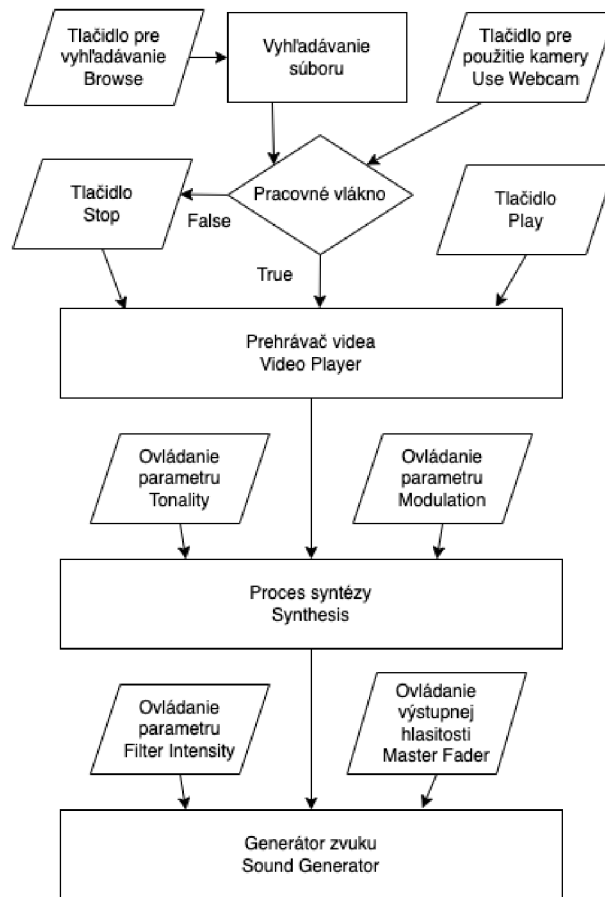 Tlačidlo pre
vyhľadávanie
Browse
Vyhľadávanie
súboru
Tlačidlo pre
použitie kamery
Use Webcam
Tlačidlo
Stop
False
Pracovné vlákno
True
Tlačidlo
Play
Prehrávač videa
Video Player
Ovládanie
parametru
Tonality
Ovládanie
parametru
Modulation
Proces syntézy
Synthesis
Ovládanie
parametru
Filter Intensity
Ovládanie
výstupnej
hlasitosti
Master Fader
Generátor zvuku
Sound Generator